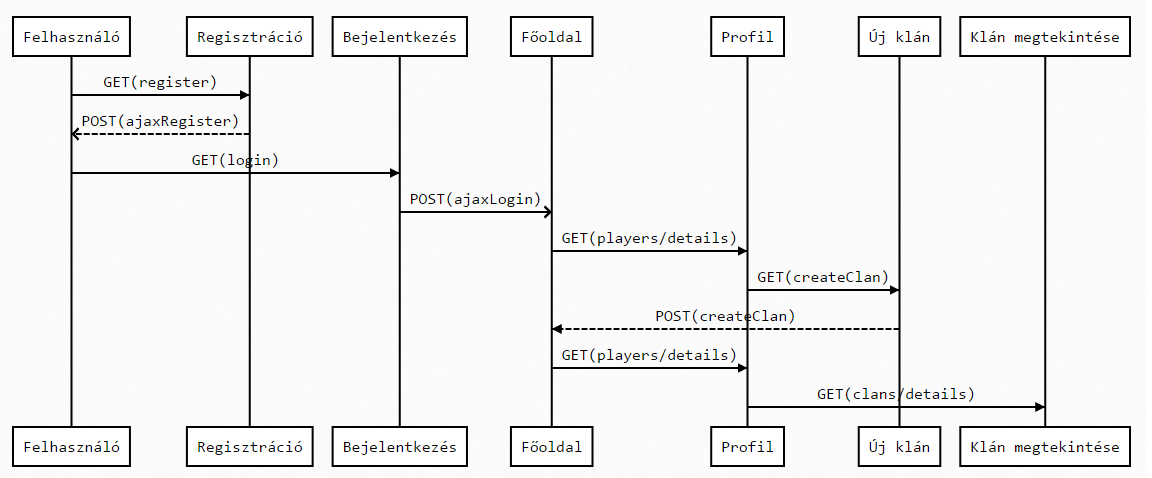 Felhasználó
Regisztráció
Bejelentkezés
Főoldal
Profil
Új klán
Klán megtekintése
GET(register)
POST(ajaxRegister)
GET(login)
POST(ajaxLogin)
GET(players/details)
GET(createClan)
POST(createClan)
GET(players/details)
GET(clans/details)
Felhasználó
Regisztráció
Bejelentkezés
Főoldal
Profil
Új klán
Klán megtekintése